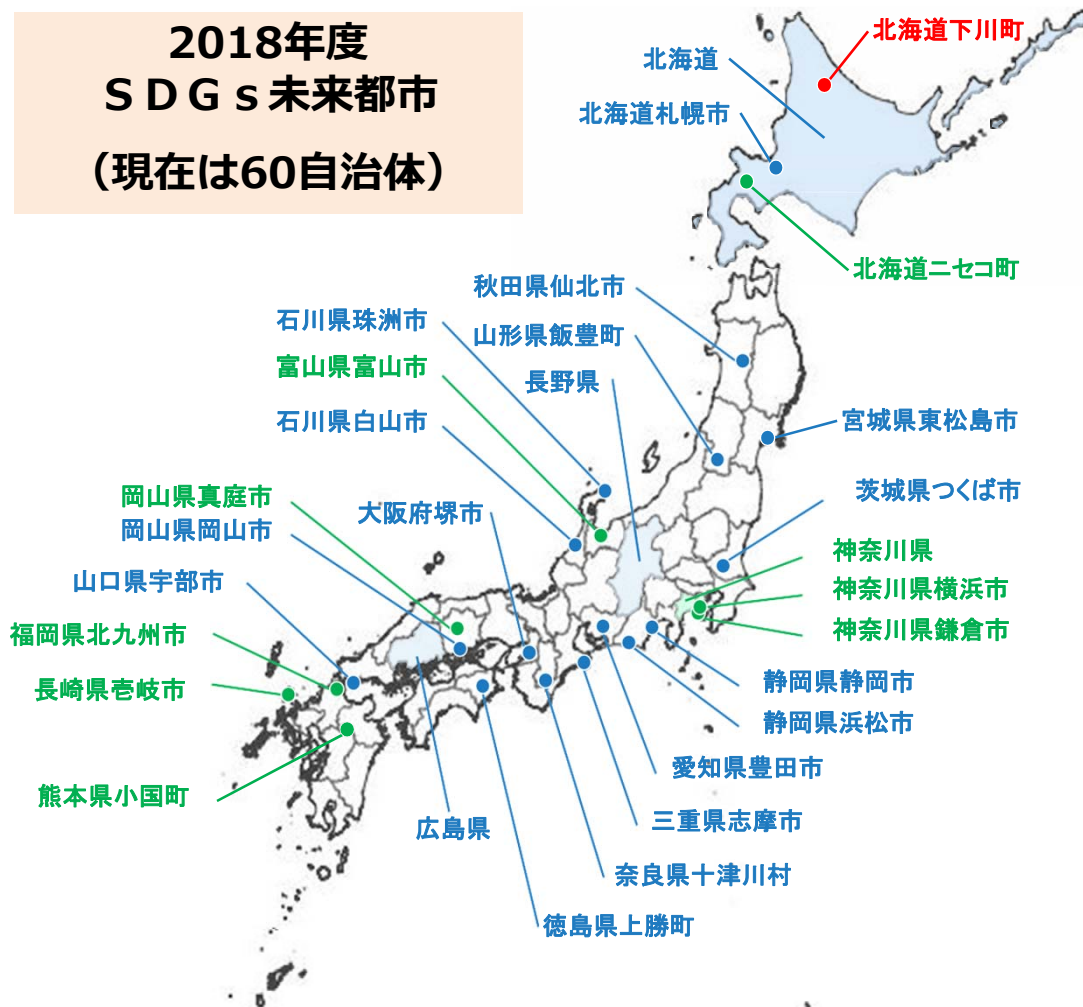 2018年度
ＳＤＧｓ未来都市
（現在は60自治体）
北海道下川町
北海道
北海道札幌市
北海道ニセコ町
秋田県仙北市
石川県珠洲市
山形県飯豊町
富山県富山市
長野県
石川県白山市
宮城県東松島市
岡山県真庭市
茨城県つくば市
大阪府堺市
岡山県岡山市
神奈川県
山口県宇部市
神奈川県横浜市
福岡県北九州市
神奈川県鎌倉市
長崎県壱岐市
静岡県静岡市
静岡県浜松市
愛知県豊田市
熊本県小国町
三重県志摩市
広島県
奈良県十津川村
徳島県上勝町